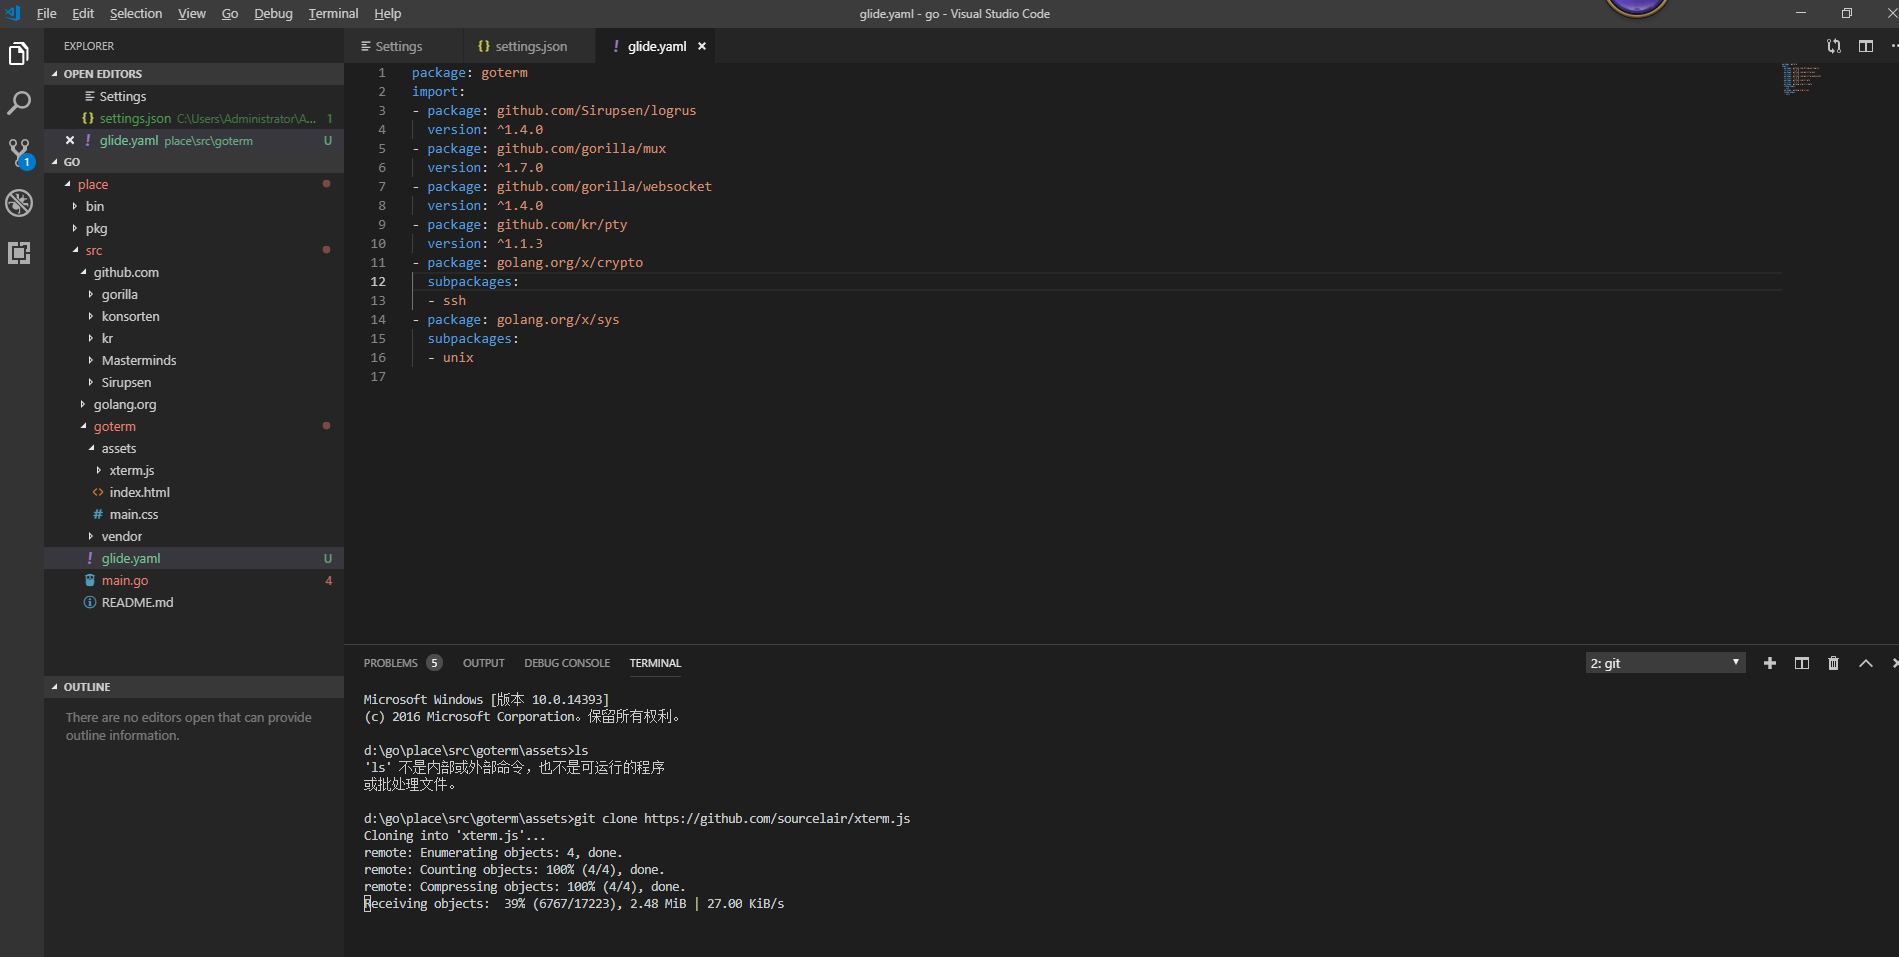 File Edit Selection View Go Debug Terminal Help
glide.yaml - go - Visual Studio Code
EXPLORER
OPEN EDITORS
Settings
{} settings.json C:\Users\Administrator\A... 1
× ! glide.yaml place\src\goterm U
GO
place
bin
pkg
src
github.com
gorilla
konsorten
kr
Masterminds
Sirupsen
golang.org
goterm
assets
xterm.js
<> index.html
# main.css
vendor
! glide.yaml U
main.go 4
README.md
OUTLINE
There are no editors open that can provide
outline information.
1
Settings
{} settings.json
! glide.yaml ×
1 package: goterm
2 import:
3 - package: github.com/Sirupsen/logrus
4 version: ^1.4.0
5 - package: github.com/gorilla/mux
6 version: ^1.7.0
7 - package: github.com/gorilla/websocket
8 version: ^1.4.0
9 - package: github.com/kr/pty
10 version: ^1.1.3
11 - package: golang.org/x/crypto
12 subpackages:
13 - ssh
14 - package: golang.org/x/sys
15 subpackages:
16 - unix
17
PROBLEMS 5 OUTPUT DEBUG CONSOLE TERMINAL
2: git
Microsoft Windows [版本 10.0.14393]
(c) 2016 Microsoft Corporation。保留所有权利。
d:\go\place\src\goterm\assets>ls
'ls' 不是内部或外部命令，也不是可运行的程序
或批处理文件。
d:\go\place\src\goterm\assets>git clone https://github.com/sourcelair/xterm.js
Cloning into 'xterm.js'...
remote: Enumerating objects: 4, done.
remote: Counting objects: 100% (4/4), done.
remote: Compressing objects: 100% (4/4), done.
Receiving objects: 39% (6767/17223), 2.48 MiB | 27.00 KiB/s